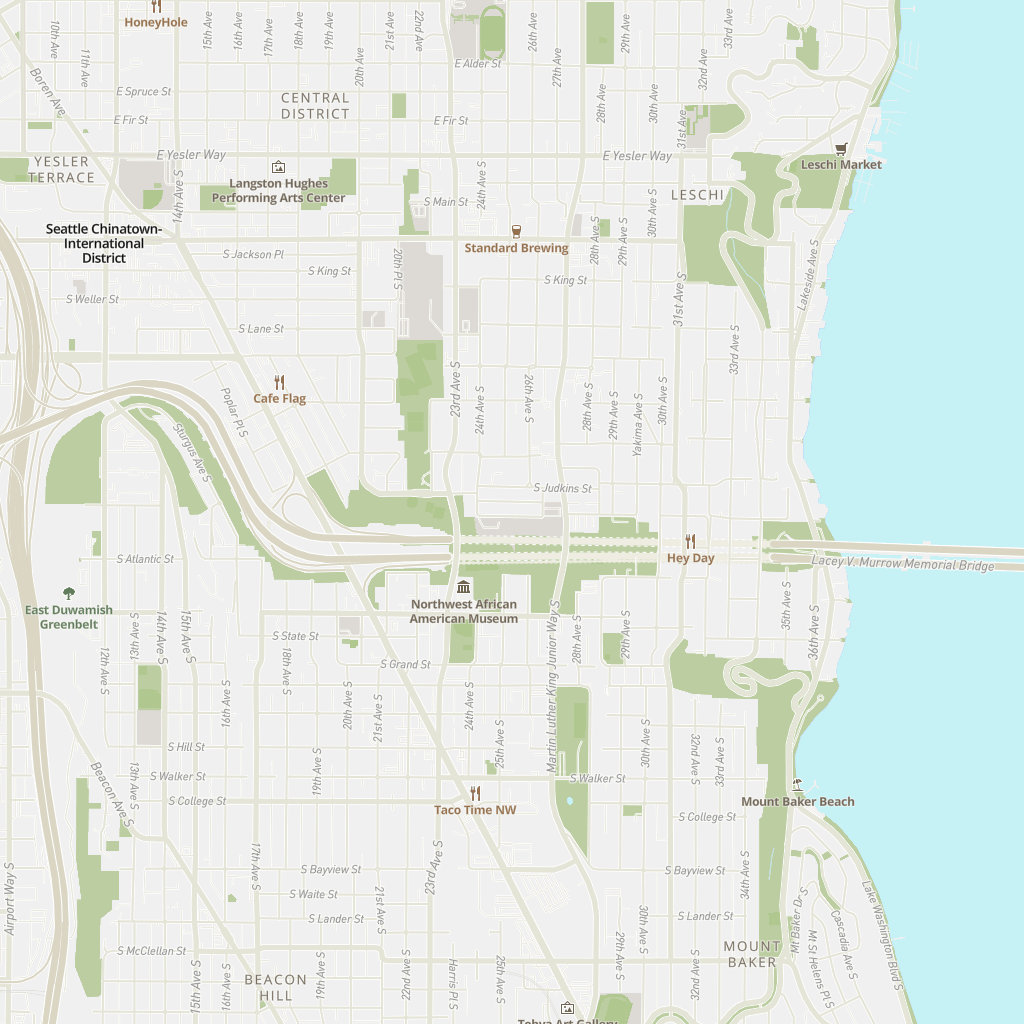 HoneyHole
10th Ave
11th Ave
15th Ave S
16th Ave S
17th Ave S
18th Ave S
19th Ave S
20th Ave
21st Ave S
22nd Ave
E Alder St
26th Ave S
27th Ave
29th Ave S
33rd Ave S
32nd Ave
28th Ave
30th Ave
31st Ave
Boren Ave
E Spruce St
E Fir St
CENTRAL
DISTRICT
E Fir St
E Yesler Way
E Yesler Way
YESLER
TERRACE
Leschi Market
Langston Hughes
Performing Arts Center
14th Ave S
S Main St
24th Ave S
LESCHI
30th Ave S
28th Ave S
29th Ave S
Seattle Chinatown-
International
District
Standard Brewing
S Jackson Pl
S King St
20th Pl S
S King St
S Weller St
31st Ave S
Lakeside Ave S
S Lane St
33rd Ave S
Cafe Flag
Poplar Pl S
Sturgus Ave S
23rd Ave S
24th Ave S
26th Ave S
28th Ave S
29th Ave S
Yakima Ave S
30th Ave S
S Judkins St
S Atlantic St
Hey Day
Lacey V. Murrow Memorial Bridge
East Duwamish
Greenbelt
Northwest African
American Museum
12th Ave S
13th Ave S
14th Ave S
15th Ave S
S State St
18th Ave S
S Grand St
28th Ave S
29th Ave S
35th Ave S
36th Ave S
Martin Luther King Junior Way S
16th Ave S
20th Ave S
21st Ave S
24th Ave S
25th Ave S
30th Ave S
32nd Ave S
33rd Ave S
S Hill St
S Walker St
S College St
13th Ave S
Beacon Ave S
19th Ave S
S Walker St
Taco Time NW
Mount Baker Beach
S College St
Airport Way S
17th Ave S
S Bayview St
S Waite St
S Lander St
21st Ave S
23rd Ave S
S Bayview St
34th Ave S
S Lander St
30th Ave S
29th Ave S
Mt Baker Dr S
Mt St Helens Pl S
Cascadia Ave S
Lake Washington Blvd S
S McClellan St
MOUNT
BAKER
BEACON
HILL
15th Ave S
16th Ave S
19th Ave S
22nd Ave S
Harris Pl S
25th Ave S
32nd Ave S
Tobya Art Gallery